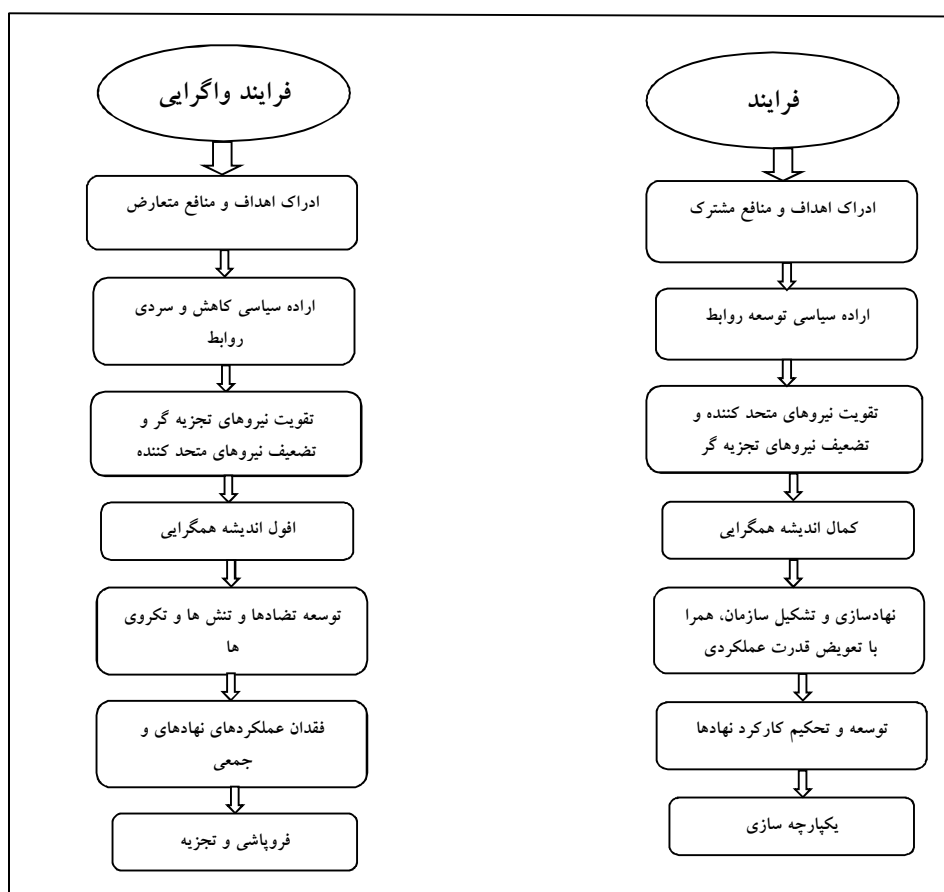 فرایند
ادراک اهداف و منافع مشترک
اراده سیاسی توسعه روابط
تقویت نیروهای متحد کننده و
تضعیف نیروهای تجزیه گر
کمال اندیشه همگرایی
نهادسازی و تشکیل سازمان، همرا
با تعویض قدرت عملکردی
توسعه و تحکیم کارکرد نهادها
یکپارچه سازی
فرایند واگرایی
ادراک اهداف و منافع متعارض
اراده سیاسی کاهش و سردی
روابط
تقویت نیروهای تجزیه گر و
تضعیف نیروهای متحد کننده
افول اندیشه همگرایی
توسعه تضادها و تنش ها و تکروی
ها
فقدان عملکردهای نهادهای و
جمعی
فروپاشی و تجزیه